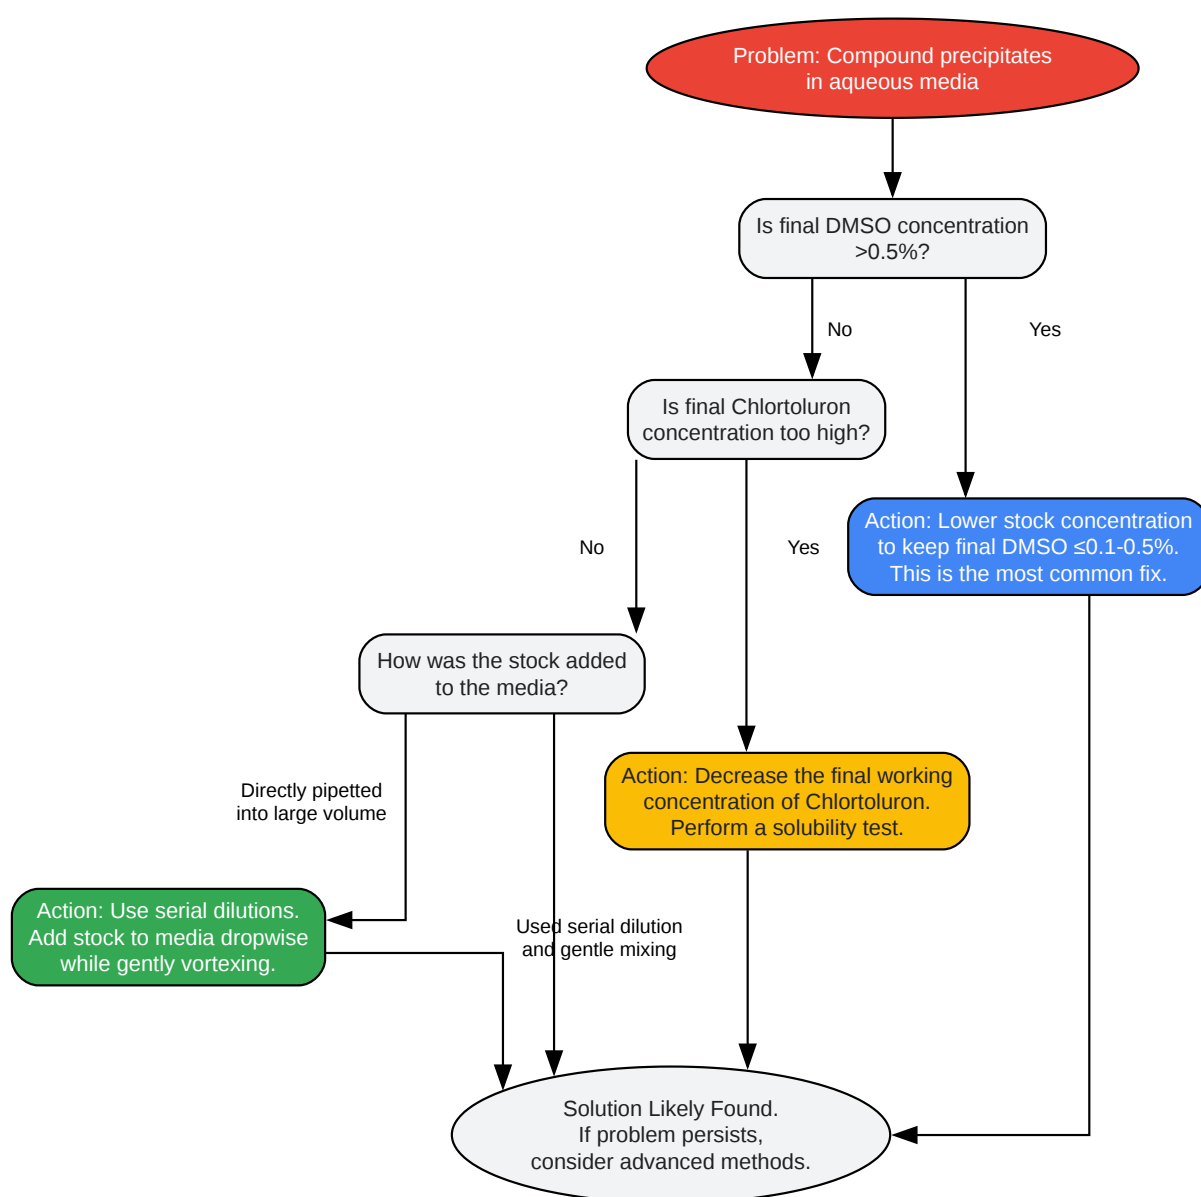 Problem: Compound precipitates
in aqueous media
Is final DMSO concentration
>0.5%?
No
Yes
Is final Chlortoluron
concentration too high?
Action: Lower stock concentration
to keep final DMSO ≤0.1-0.5%.
This is the most common fix.
No
Yes
How was the stock added
to the media?
Action: Decrease the final working
concentration of Chlortoluron.
Perform a solubility test.
Directly pipetted
into large volume
Action: Use serial dilutions.
Add stock to media dropwise
while gently vortexing.
Used serial dilution
and gentle mixing
Solution Likely Found.
If problem persists,
consider advanced methods.